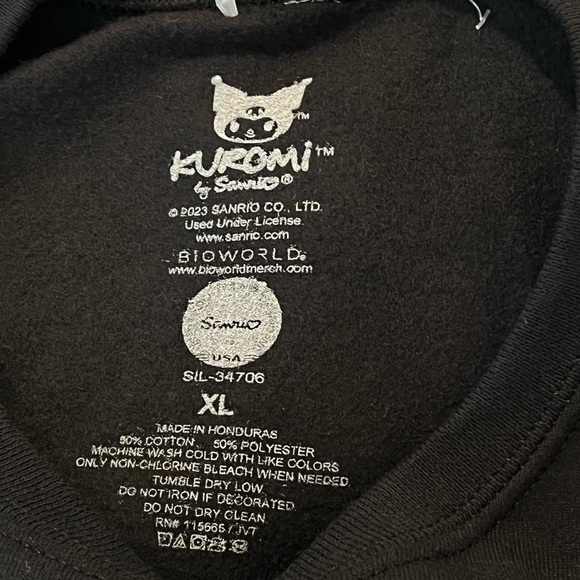 ™
KUROMI™
by Sanrio®
© 2023 SANRIO CO., LTD.
Used Under License.
www.sanrio.com
BIOWORLD®
www.bioworldmerch.com
Sanrio
USA
SIL-34706
XL
MADE IN HONDURAS
50% COTTON 50% POLYESTER
MACHINE WASH COLD WITH LIKE COLORS
ONLY NON-CHLORINE BLEACH WHEN NEEDED
TUMBLE DRY LOW
DO NOT IRON IF DECORATED
DO NOT DRY CLEAN
RN# 115665 / JVT